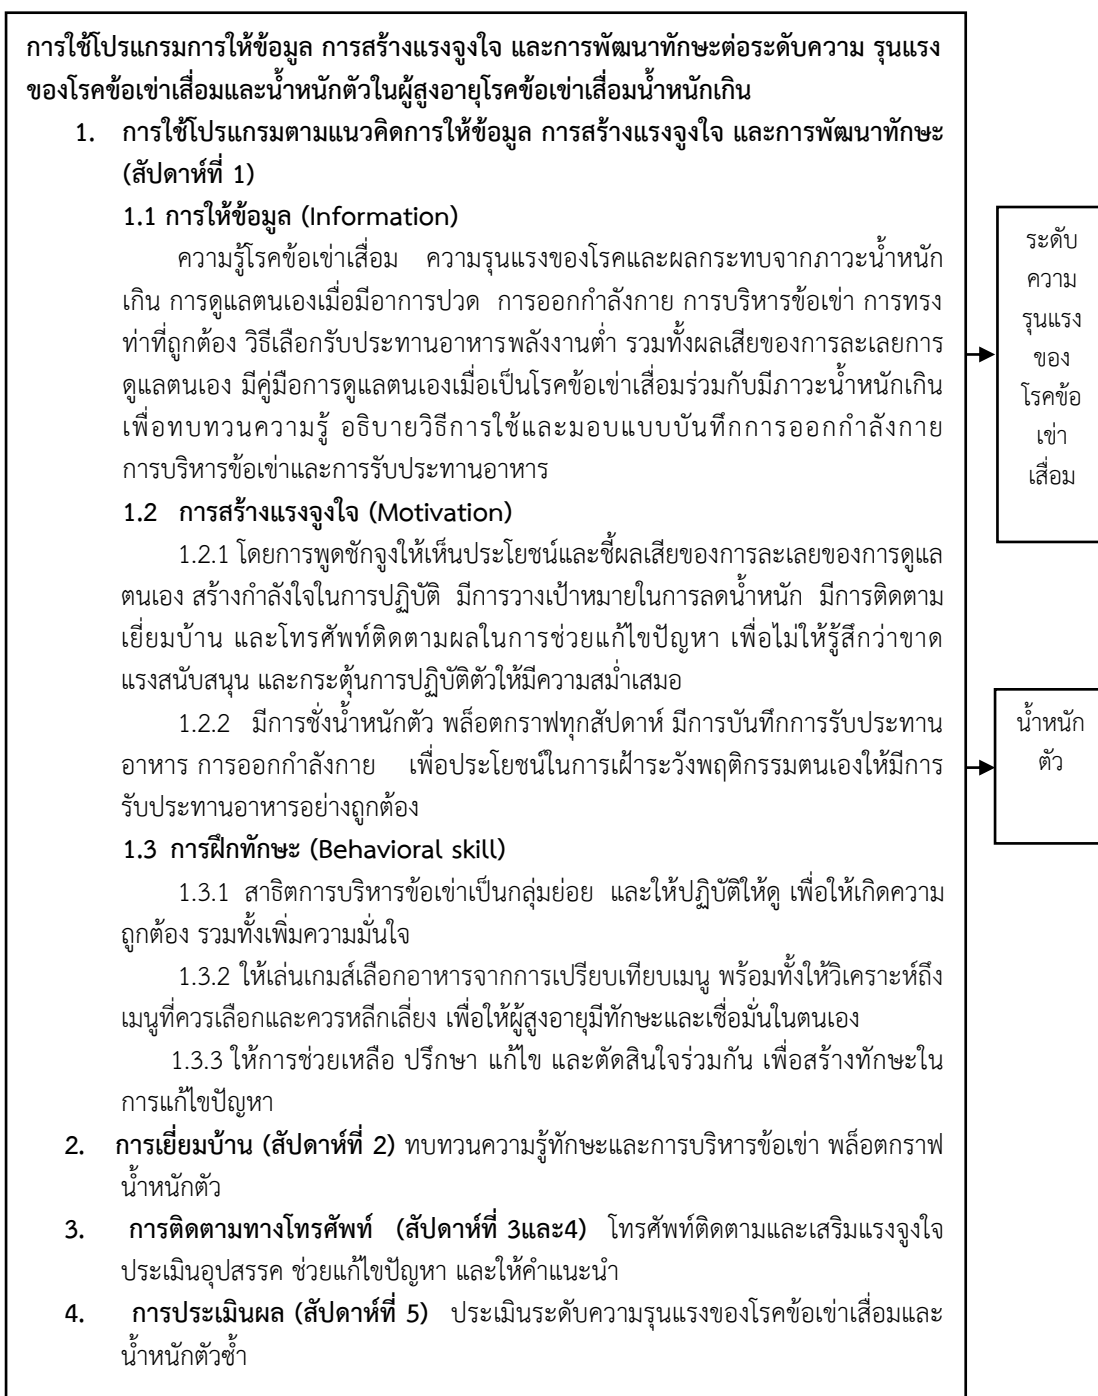 การใช้โปรแกรมการให้ข้อมูล การสร้างแรงจูงใจ และการพัฒนาทักษะต่อระดับความ รุนแรง
ของโรคข้อเข่าเสื่อมและน้ำหนักตัวในผู้สูงอายุโรคข้อเข่าเสื่อมน้ำหนักเกิน
1. การใช้โปรแกรมตามแนวคิดการให้ข้อมูล การสร้างแรงจูงใจ และการพัฒนาทักษะ
(สัปดาห์ที่ 1)
1.1 การให้ข้อมูล (Information)
ความรู้โรคข้อเข่าเสื่อม ความรุนแรงของโรคและผลกระทบจากภาวะน้ำหนัก
เกิน การดูแลตนเองเมื่อมีอาการปวด การออกกำลังกาย การบริหารข้อเข่า การทรง
ท่าที่ถูกต้อง วิธีเลือกรับประทานอาหารพลังงานต่ำ รวมทั้งผลเสียของการละเลยการ
ดูแลตนเอง มีคู่มือการดูแลตนเองเมื่อเป็นโรคข้อเข่าเสื่อมร่วมกับมีภาวะน้ำหนักเกิน
เพื่อทบทวนความรู้ อธิบายวิธีการใช้และมอบแบบบันทึกการออกกำลังกาย
การบริหารข้อเข่าและการรับประทานอาหาร
1.2 การสร้างแรงจูงใจ (Motivation)
1.2.1 โดยการพูดชักจูงให้เห็นประโยชน์และชี้ผลเสียของการละเลยของการดูแล
ตนเอง สร้างกำลังใจในการปฏิบัติ มีการวางเป้าหมายในการลดน้ำหนัก มีการติดตาม
เยี่ยมบ้าน และโทรศัพท์ติดตามผลในการช่วยแก้ไขปัญหา เพื่อไม่ให้รู้สึกว่าขาด
แรงสนับสนุน และกระตุ้นการปฏิบัติตัวให้มีความสม่ำเสมอ
1.2.2 มีการชั่งน้ำหนักตัว พล็อตกราฟทุกสัปดาห์ มีการบันทึกการรับประทาน
อาหาร การออกกำลังกาย เพื่อประโยชน์ในการเฝ้าระวังพฤติกรรมตนเองให้มีการ
รับประทานอาหารอย่างถูกต้อง
1.3 การฝึกทักษะ (Behavioral skill)
1.3.1 สาธิตการบริหารข้อเข่าเป็นกลุ่มย่อย และให้ปฏิบัติให้ดู เพื่อให้เกิดความ
ถูกต้อง รวมทั้งเพิ่มความมั่นใจ
1.3.2 ให้เล่นเกมส์เลือกอาหารจากการเปรียบเทียบเมนู พร้อมทั้งให้วิเคราะห์ถึง
เมนูที่ควรเลือกและควรหลีกเลี่ยง เพื่อให้ผู้สูงอายุมีทักษะและเชื่อมั่นในตนเอง
1.3.3 ให้การช่วยเหลือ ปรึกษา แก้ไข และตัดสินใจร่วมกัน เพื่อสร้างทักษะใน
การแก้ไขปัญหา
2. การเยี่ยมบ้าน (สัปดาห์ที่ 2) ทบทวนความรู้ทักษะและการบริหารข้อเข่า พล็อตกราฟ
น้ำหนักตัว
3. การติดตามทางโทรศัพท์ (สัปดาห์ที่ 3และ4) โทรศัพท์ติดตามและเสริมแรงจูงใจ
ประเมินอุปสรรค ช่วยแก้ไขปัญหา และให้คำแนะนำ
4. การประเมินผล (สัปดาห์ที่ 5) ประเมินระดับความรุนแรงของโรคข้อเข่าเสื่อมและ
น้ำหนักตัวซ้ำ
ระดับ
ความ
รุนแรง
ของ
โรคข้อ
เข่า
เสื่อม
น้ำหนัก
ตัว